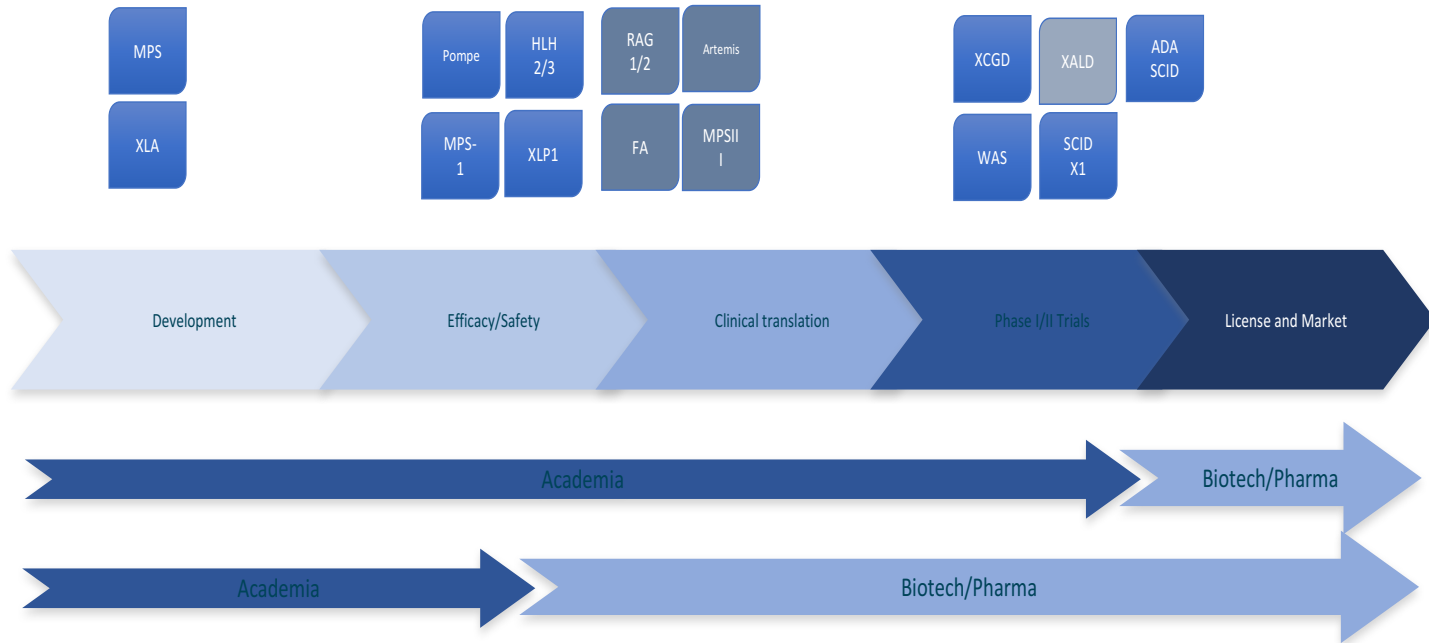 MPS
XLA
Pompe
HLH
2/3
MPS-
1
XLP1
RAG
1/2
Artemis
FA
MPSII
I
XCGD
XALD
ADA
SCID
WAS
SCID
X1
Development
Efficacy/Safety
Clinical translation
Phase I/II Trials
License and Market
Academia
Biotech/Pharma
Academia
Biotech/Pharma